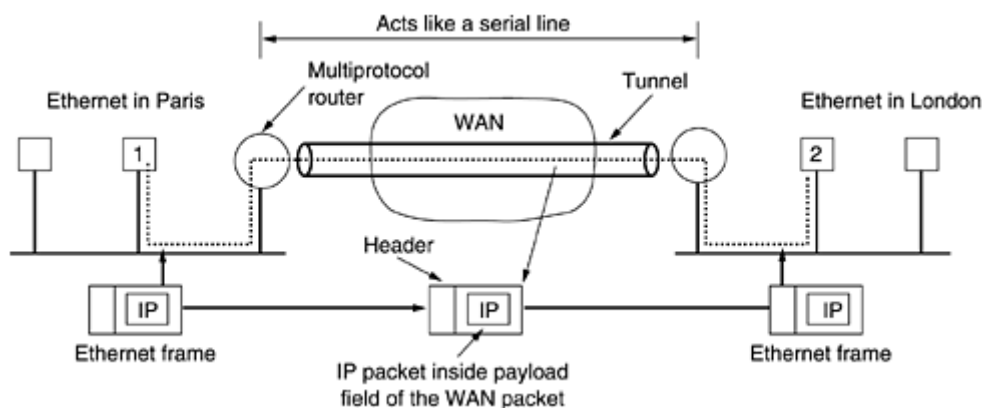 Acts like a serial line
Multiprotocol
router
Tunnel
Ethernet in Paris
Ethernet in London
WAN
1
2
Header
IP
IP
IP
Ethernet frame
Ethernet frame
IP packet inside payload
field of the WAN packet